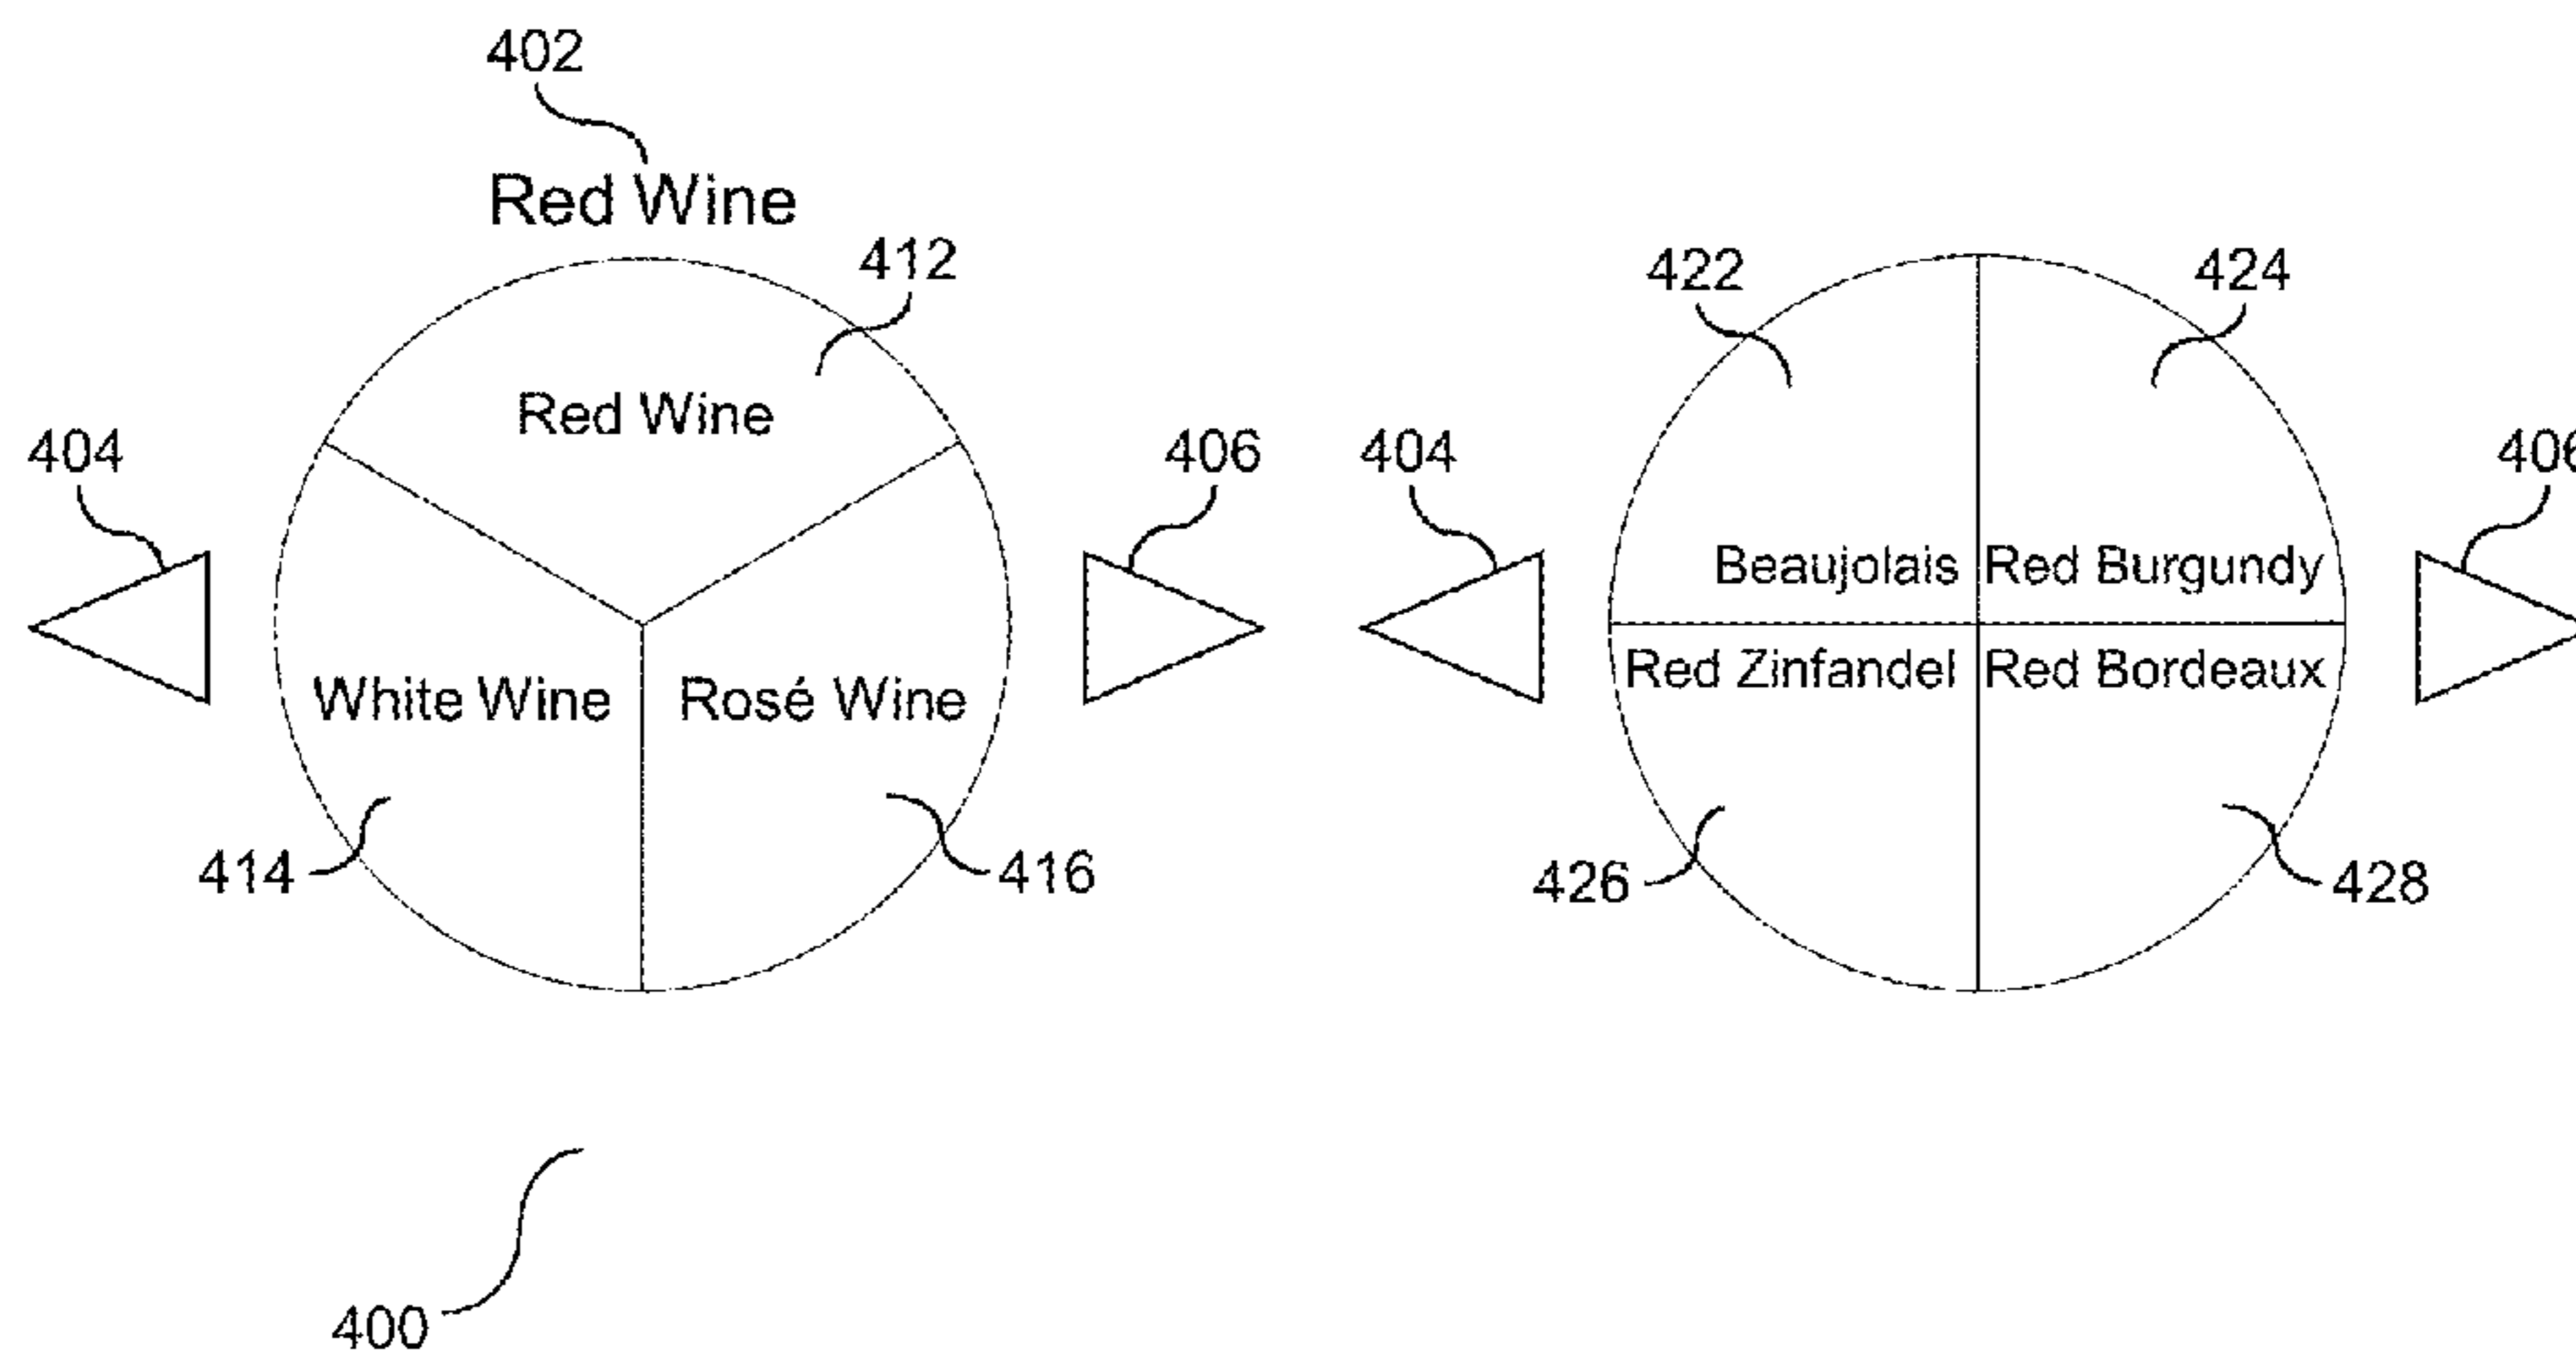 402
Red Wine
412
422
424
Red Wine
404
406
404
406
Beaujolais
Red Burgundy
White Wine
Rosé Wine
Red Zinfandel
Red Bordeaux
414
416
426
428
400